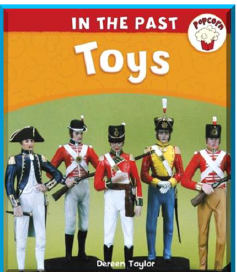 IN THE PAST
Popcorn
Toys
Dereen Taylor